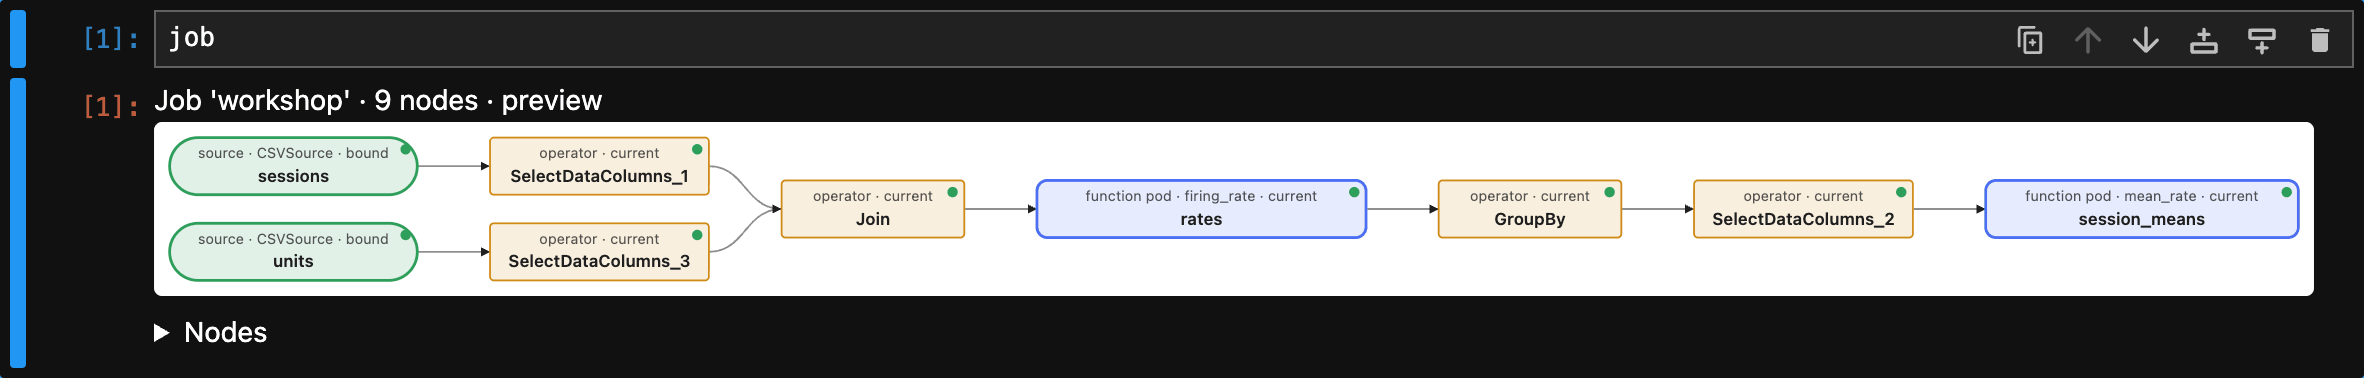 [1]: job
[1]: Job 'workshop' · 9 nodes · preview
source · CSVSource · bound
sessions
operator · current
SelectDataColumns_1
source · CSVSource · bound
units
operator · current
SelectDataColumns_3
operator · current
Join
function pod · firing_rate · current
rates
operator · current
GroupBy
operator · current
SelectDataColumns_2
function pod · mean_rate · current
session_means
Nodes